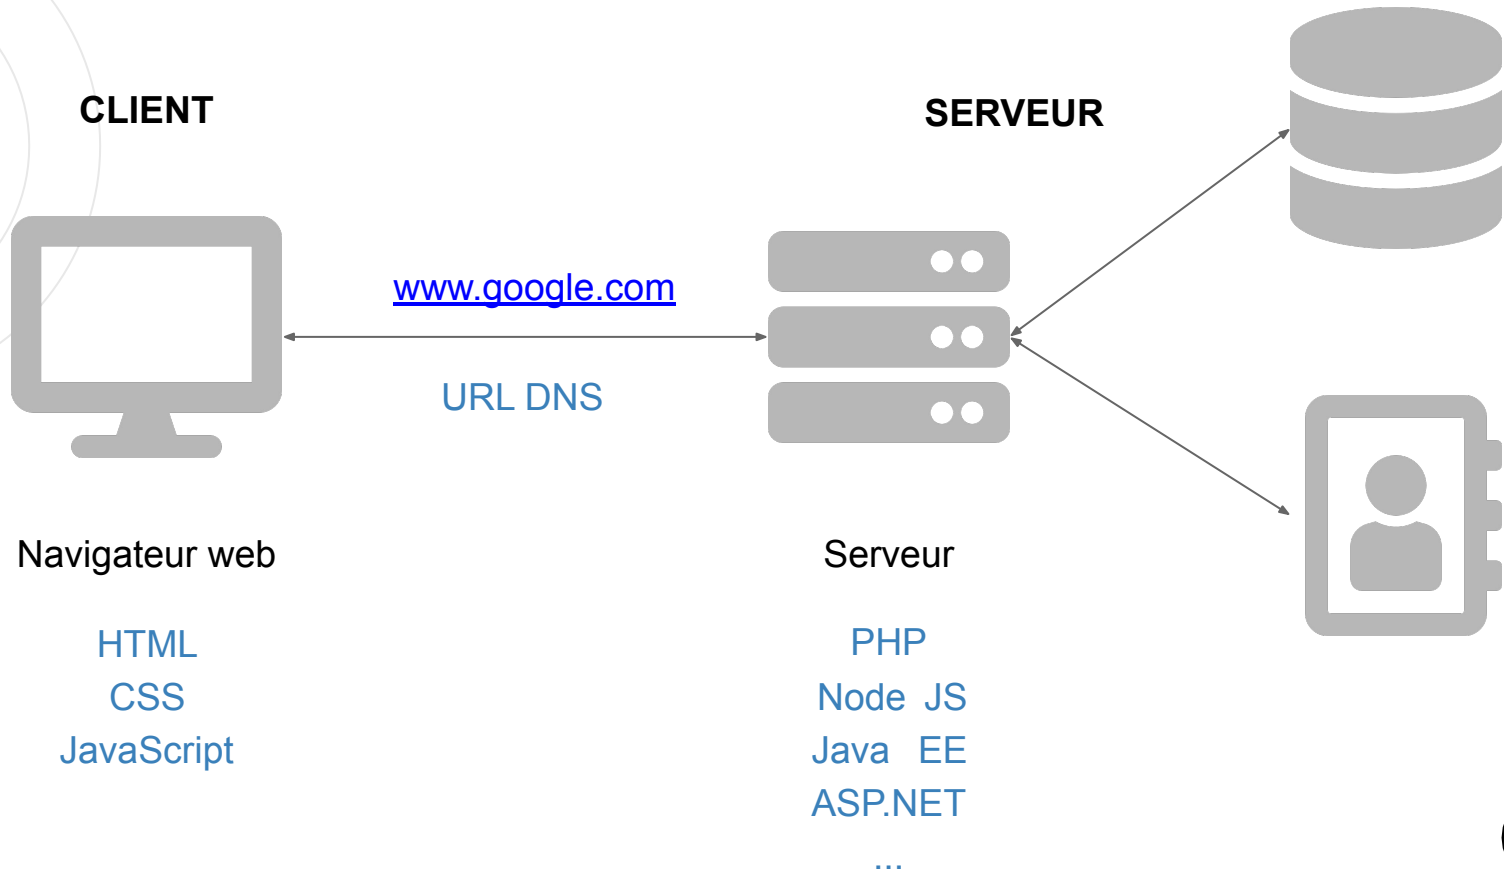 CLIENT
SERVEUR
www.google.com
URL DNS
Navigateur web
HTML
CSS
JavaScript
Serveur
PHP
Node JS
Java EE
ASP.NET
...